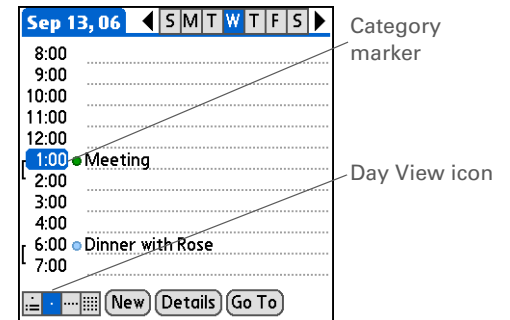 Sep 13, 06 S M T W T F S
Category
marker
8:00
9:00
10:00
11:00
12:00
1:00 Meeting
2:00
Day View icon
3:00
4:00
6:00 Dinner with Rose
7:00
New Details Go To